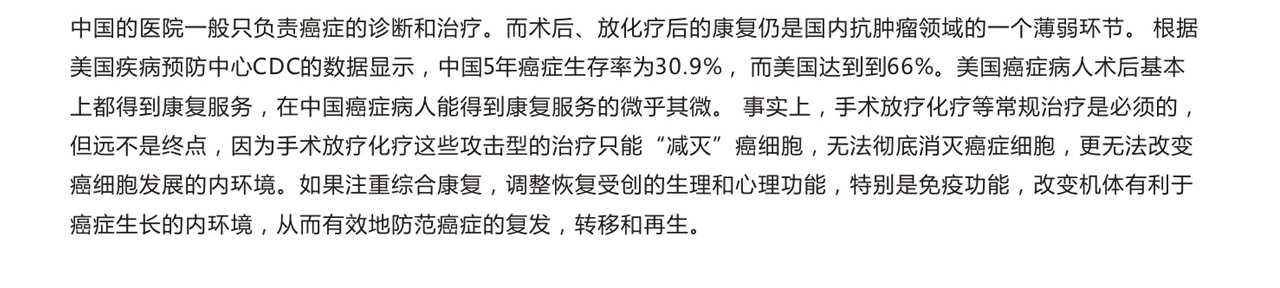 中国的医院一般只负责癌症的诊断和治疗。而术后、放化疗后的康复仍是国内抗肿瘤领域的一个薄弱环节。 根据
美国疾病预防中心CDC的数据显示，中国5年癌症生存率为30.9%， 而美国达到到66%。美国癌症病人术后基本
上都得到康复服务，在中国癌症病人能得到康复服务的微乎其微。 事实上，手术放疗化疗等常规治疗是必须的，
但远不是终点，因为手术放疗化疗这些攻击型的治疗只能“减灭”癌细胞，无法彻底消灭癌症细胞，更无法改变
癌细胞发展的内环境。如果注重综合康复，调整恢复受创的生理和心理功能，特别是免疫功能，改变机体有利于
癌症生长的内环境，从而有效地防范癌症的复发，转移和再生。